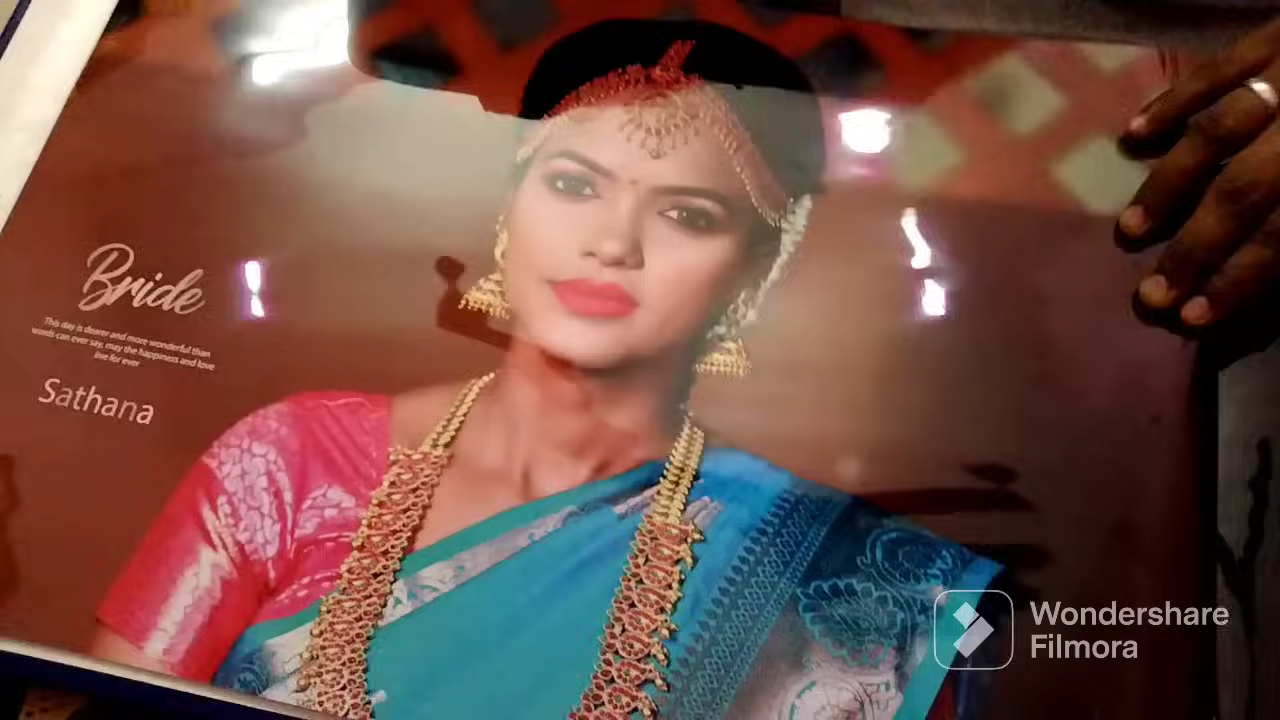 Bride
This day is dearer and more wonderful than
words can ever say, may the happiness and love
live for ever
Sathana
Wondershare
Filmora